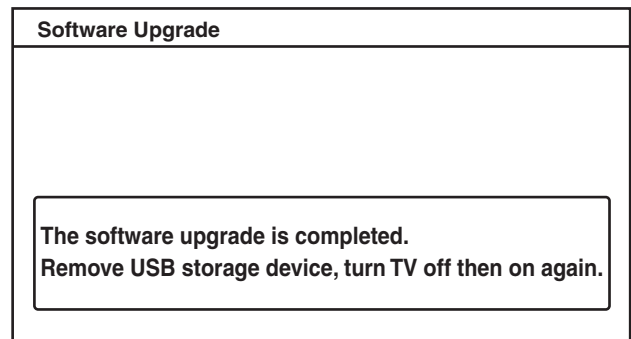 Software Upgrade
The software upgrade is completed.
Remove USB storage device, turn TV off then on again.